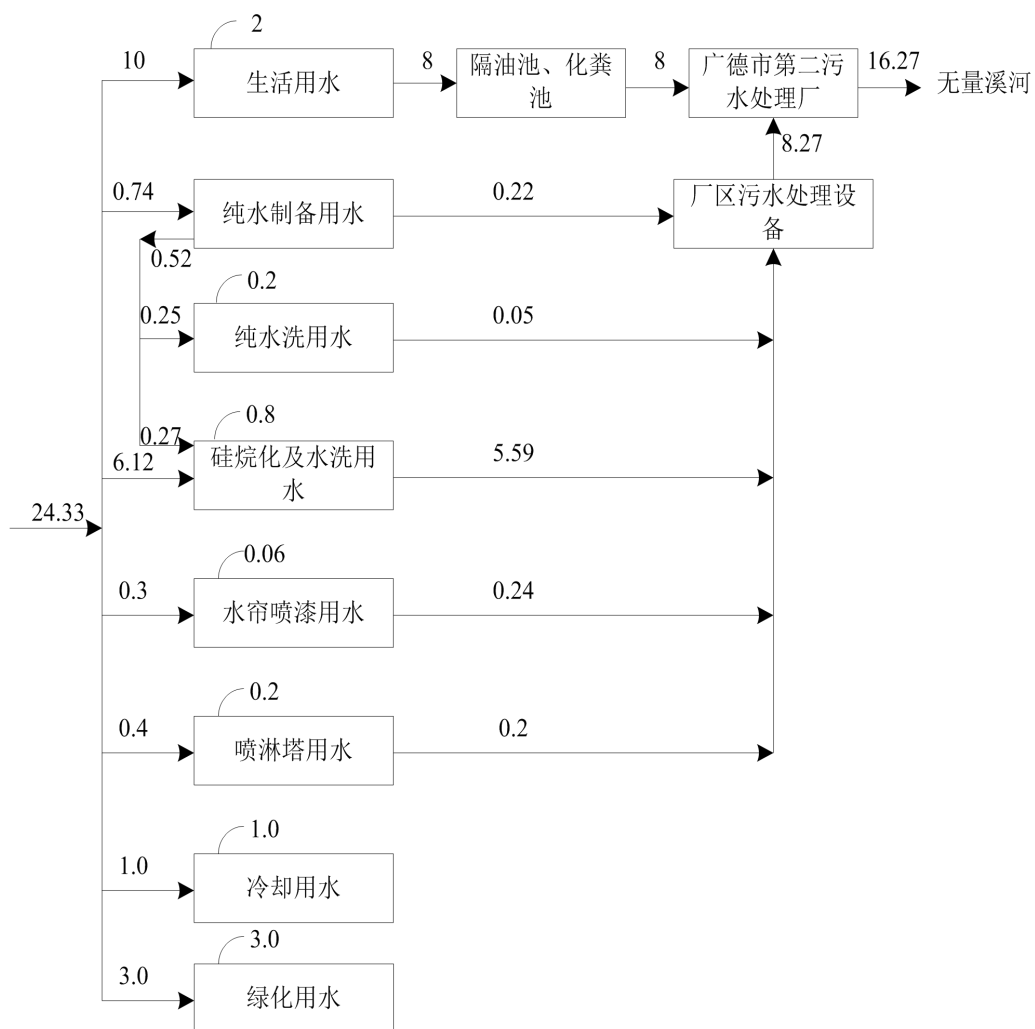 2
10
生活用水
8
隔油池、化粪
池
8
广德市第二污
水处理厂
16.27
无量溪河
8.27
0.74
纯水制备用水
0.22
厂区污水处理设
备
0.52
0.2
0.25
纯水洗用水
0.05
0.8
0.27
6.12
硅烷化及水洗用
水
5.59
24.33
0.06
0.3
水帘喷漆用水
0.24
0.2
0.4
喷淋塔用水
0.2
1.0
1.0
冷却用水
3.0
3.0
绿化用水